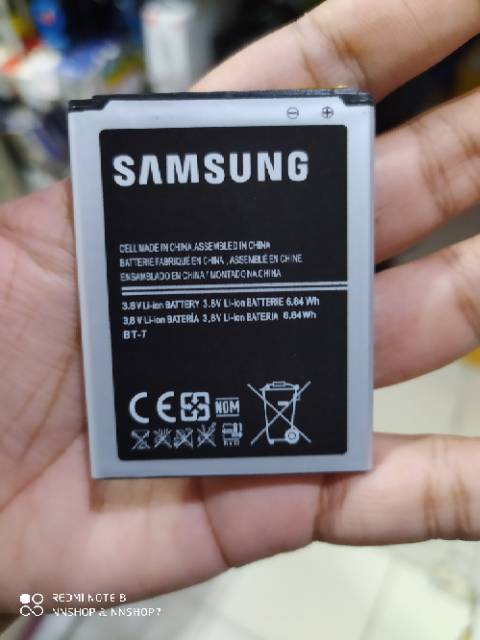 SAMSUNG
CELL MADE IN CHINA, ASSEMBLED IN CHINA
BATTERIE FABRIQUÉ EN CHINA, ASSEMBLÉ EN CHINE
ENSAMBLADO EN CHINA / MONTADO NA CHINA
3.8V Li-ion BATTERY 3.8V Li-ion BATTERIE 6.84 Wh
3.8V Li-ion BATERÍA 3.8V Li-ion BATERIA 6.84 Wh
BT-7
CE NOM
REDMI NOTE 8
NNSHOP & NNSHOP7